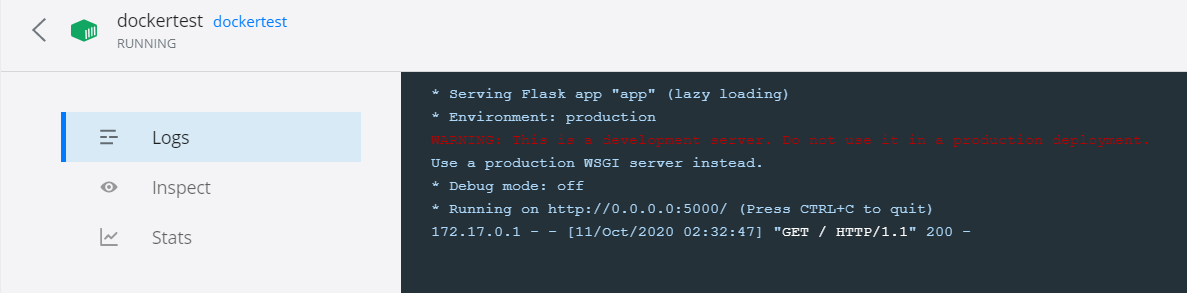 dockertest dockertest
RUNNING
Logs
Inspect
Stats
* Serving Flask app "app" (lazy loading)
* Environment: production
WARNING: This is a development server. Do not use it in a production deployment.
Use a production WSGI server instead.
* Debug mode: off
* Running on http://0.0.0.0:5000/ (Press CTRL+C to quit)
172.17.0.1 - - [11/Oct/2020 02:32:47] "GET / HTTP/1.1" 200 -